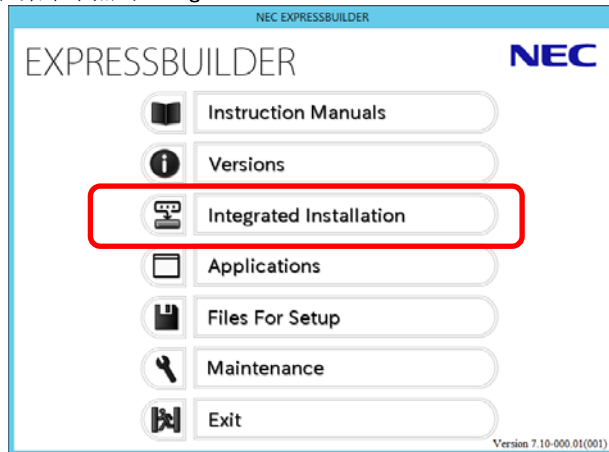 NEC EXPRESSBUILDER
EXPRESSBUILDER
NEC
Instruction Manuals
Versions
Integrated Installation
Applications
Files For Setup
Maintenance
Exit
Version 7.10-000.01(001)